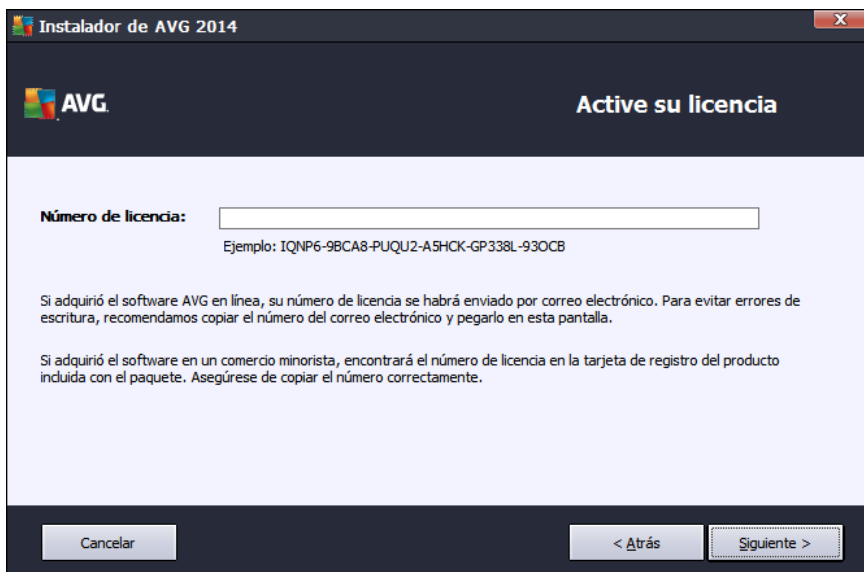 Instalador de AVG 2014
AVG.
Active su licencia
Número de licencia:
Ejemplo: IQNP6-9BCA8-PUQU2-A5HCK-GP338L-93OCB
Si adquirió el software AVG en línea, su número de licencia se habrá enviado por correo electrónico. Para evitar errores de
escritura, recomendamos copiar el número del correo electrónico y pegarlo en esta pantalla.
Si adquirió el software en un comercio minorista, encontrará el número de licencia en la tarjeta de registro del producto
incluida con el paquete. Asegúrese de copiar el número correctamente.
Cancelar
< Atrás
Siguiente >